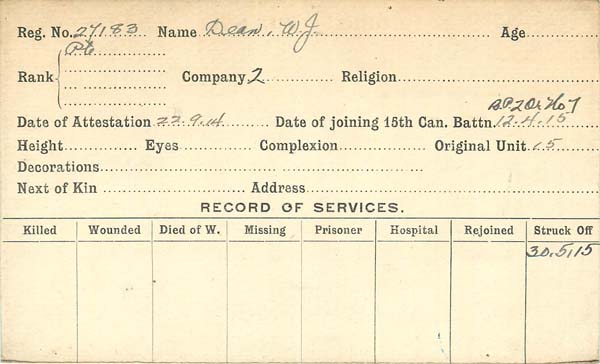 Reg. No. 27183 Name Dean, W.J. Age
Rank Pte Company 2 Religion
Date of Attestation 22.9.14 Date of joining 15th Can. Battn. 12.4.15
Height Eyes Complexion Original Unit 15
Decorations
Next of Kin Address
RECORD OF SERVICES.
Killed Wounded Died of W. Missing Prisoner Hospital Rejoined Struck Off
30.5.15